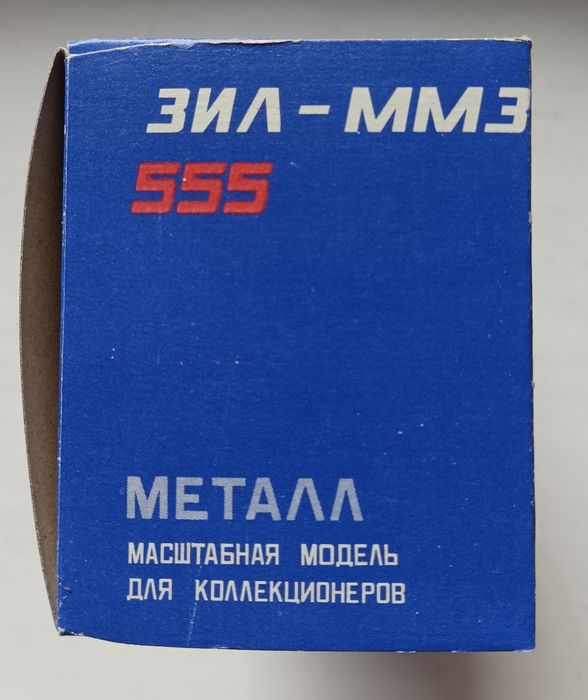 ЗИЛ-ММЗ
555
МЕТАЛЛ
МАСШТАБНАЯ МОДЕЛЬ
ДЛЯ КОЛЛЕКЦИОНЕРОВ